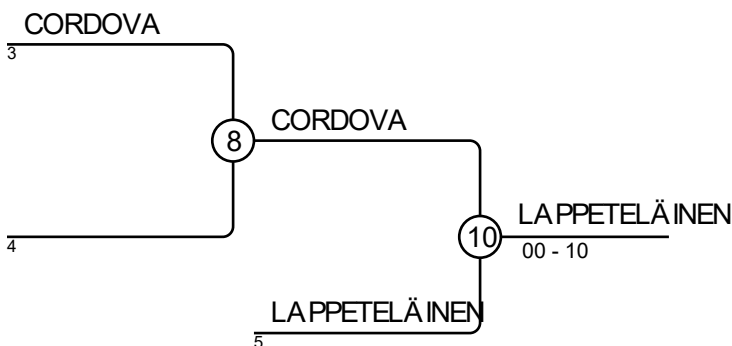 CORDOVA
3
8
CORDOVA
4
10
LAPPETELÄINEN
00 - 10
LAPPETELÄINEN
5